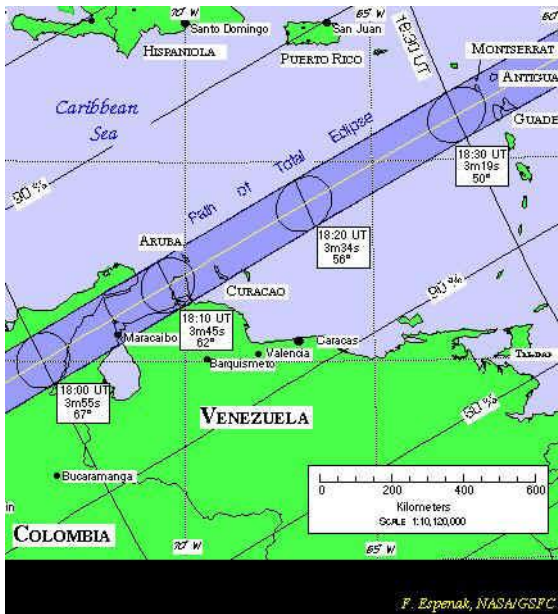 70° W
65° W
60°
Santo Domingo
San Juan
HISPANIOLA
PUERTO RICO
18:30 UT
MONTSERRAT
ANTIGUA
GUADE
Caribbean
Sea
90 %
Path of Total Eclipse
18:30 UT
3m19s
50°
18:20 UT
3m34s
56°
ARUBA
CURACAO
90 %
18:10 UT
3m45s
62°
Maracaibo
Caracas
Valencia
Barquisimeto
18:00 UT
3m55s
67°
VENEZUELA
80 %
Bucaramanga
COLOMBIA
0 200 400 600
Kilometers
SCALE 1:10,120,000
70° W
65° W
F. Espenak, NASA/GSFC